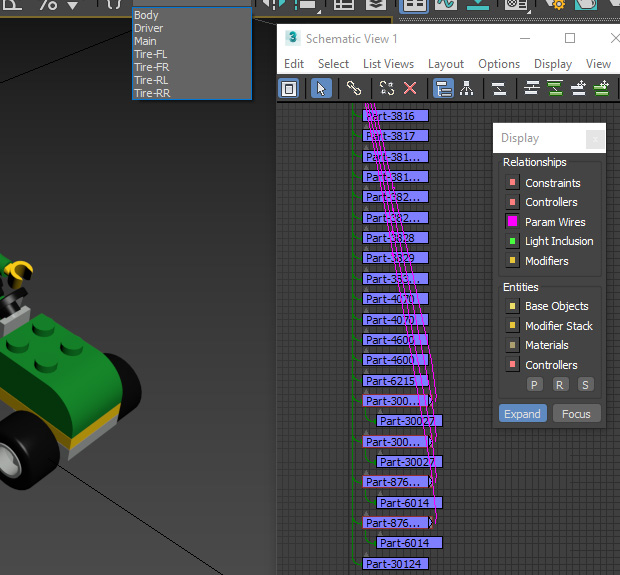 Body
Driver
Main
Tire-FL
Tire-FR
Tire-RL
Tire-RR
3 Schematic View 1
Edit Select List Views Layout Options Display View
Part-3816
Part-3817
Part-381...
Part-381...
Part-382...
Part-382...
Part-3828
Part-3829
Part-383...
Part-4070
Part-4070
Part-4600
Part-4600
Part-6215
Part-300...
Part-30027
Part-300...
Part-30027
Part-876...
Part-6014
Part-876...
Part-6014
Part-30124
Display
Relationships
Constraints
Controllers
Param Wires
Light Inclusion
Modifiers
Entities
Base Objects
Modifier Stack
Materials
Controllers
P R S
Expand Focus